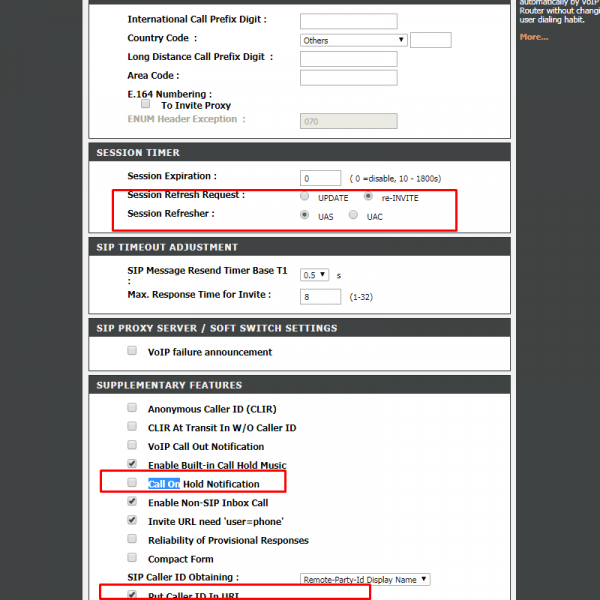 automatically by VoIP
Router without changi
user dialing habit.
More...
International Call Prefix Digit :
Country Code : Others
Long Distance Call Prefix Digit :
Area Code :
E.164 Numbering :
To Invite Proxy
ENUM Header Exception : 070
SESSION TIMER
Session Expiration : 0 ( 0 =disable, 10 - 1800s)
Session Refresh Request : UPDATE re-INVITE
Session Refresher : UAS UAC
SIP TIMEOUT ADJUSTMENT
SIP Message Resend Timer Base T1
: 0.5 s
Max. Response Time for Invite : 8 (1-32)
SIP PROXY SERVER / SOFT SWITCH SETTINGS
VoIP failure announcement
SUPPLEMENTARY FEATURES
Anonymous Caller ID (CLIR)
CLIR At Transit In W/O Caller ID
VoIP Call Out Notification
Enable Built-in Call Hold Music
Call On Hold Notification
Enable Non-SIP Inbox Call
Invite URL need 'user=phone'
Reliability of Provisional Responses
Compact Form
SIP Caller ID Obtaining : Remote-Party-Id Display Name
Put Caller ID In URI